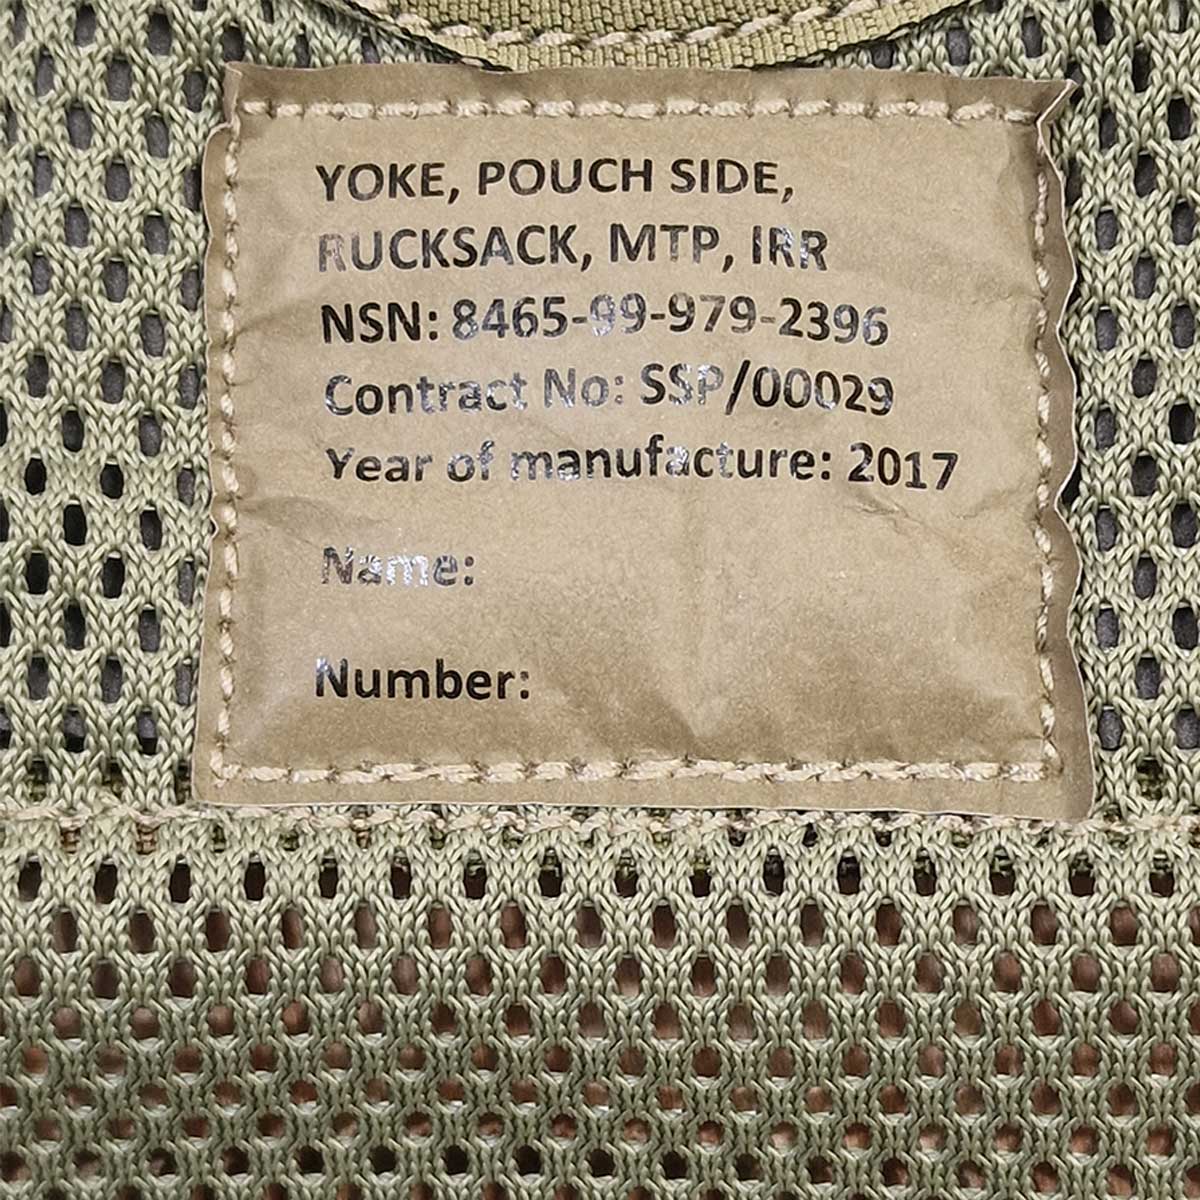 YOKE, POUCH SIDE,
RUCKSACK, MTP, IRR
NSN: 8465-99-979-2396
Contract No: SSP/00029
Year of manufacture: 2017
Name:
Number: